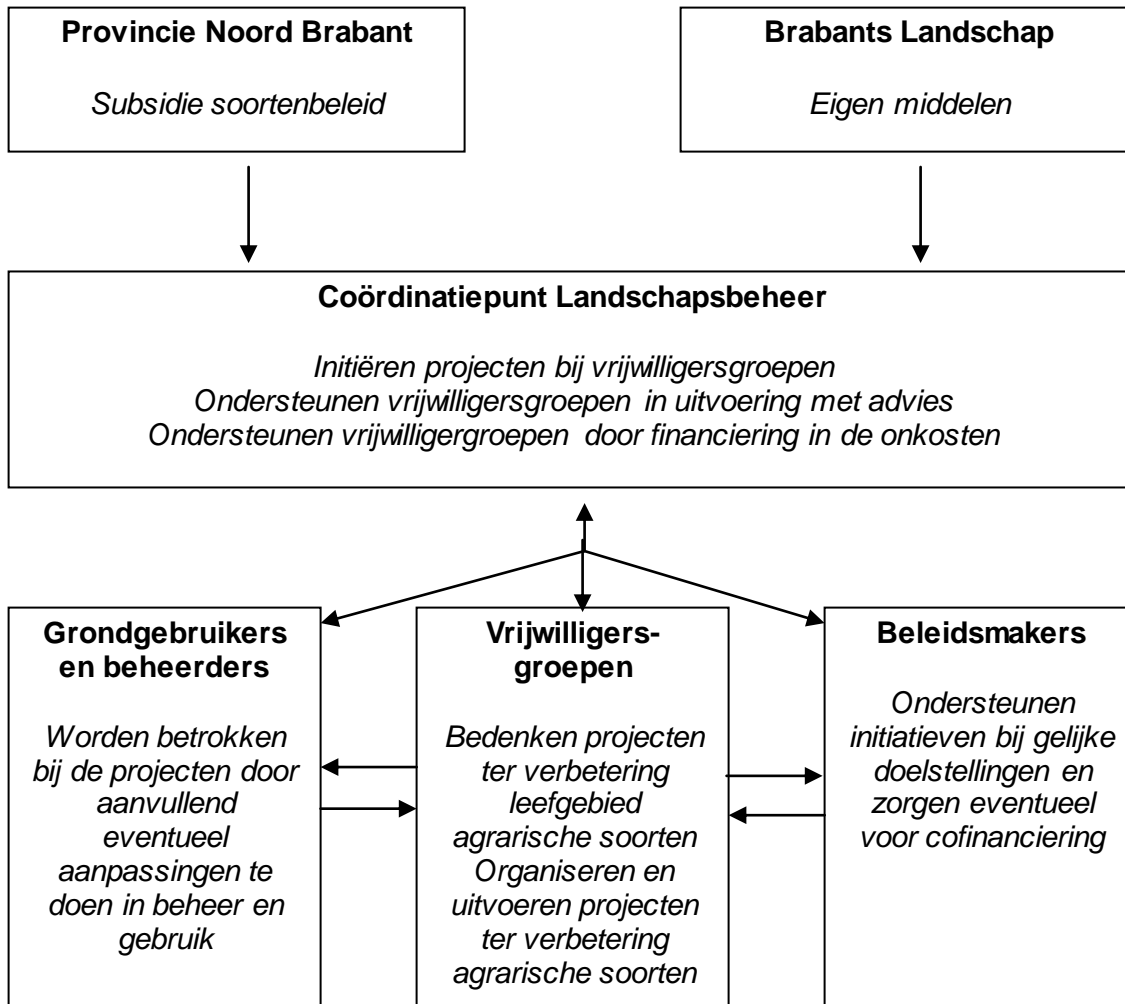 Provincie Noord Brabant
Subsidie soortenbeleid
Brabants Landschap
Eigen middelen
Coördinatiepunt Landschapsbeheer
Initiëren projecten bij vrijwilligersgroepen
Ondersteunen vrijwilligersgroepen in uitvoering met advies
Ondersteunen vrijwilligergroepen door financiering in de onkosten
Grondgebruikers
en beheerders
Worden betrokken
bij de projecten door
aanvullend
eventueel
aanpassingen te
doen in beheer en
gebruik
Vrijwilligers-
groepen
Bedenken projecten
ter verbetering
leefgebied
agrarische soorten
Organiseren en
uitvoeren projecten
ter verbetering
agrarische soorten
Beleidsmakers
Ondersteunen
initiatieven bij gelijke
doelstellingen en
zorgen eventueel
voor cofinanciering